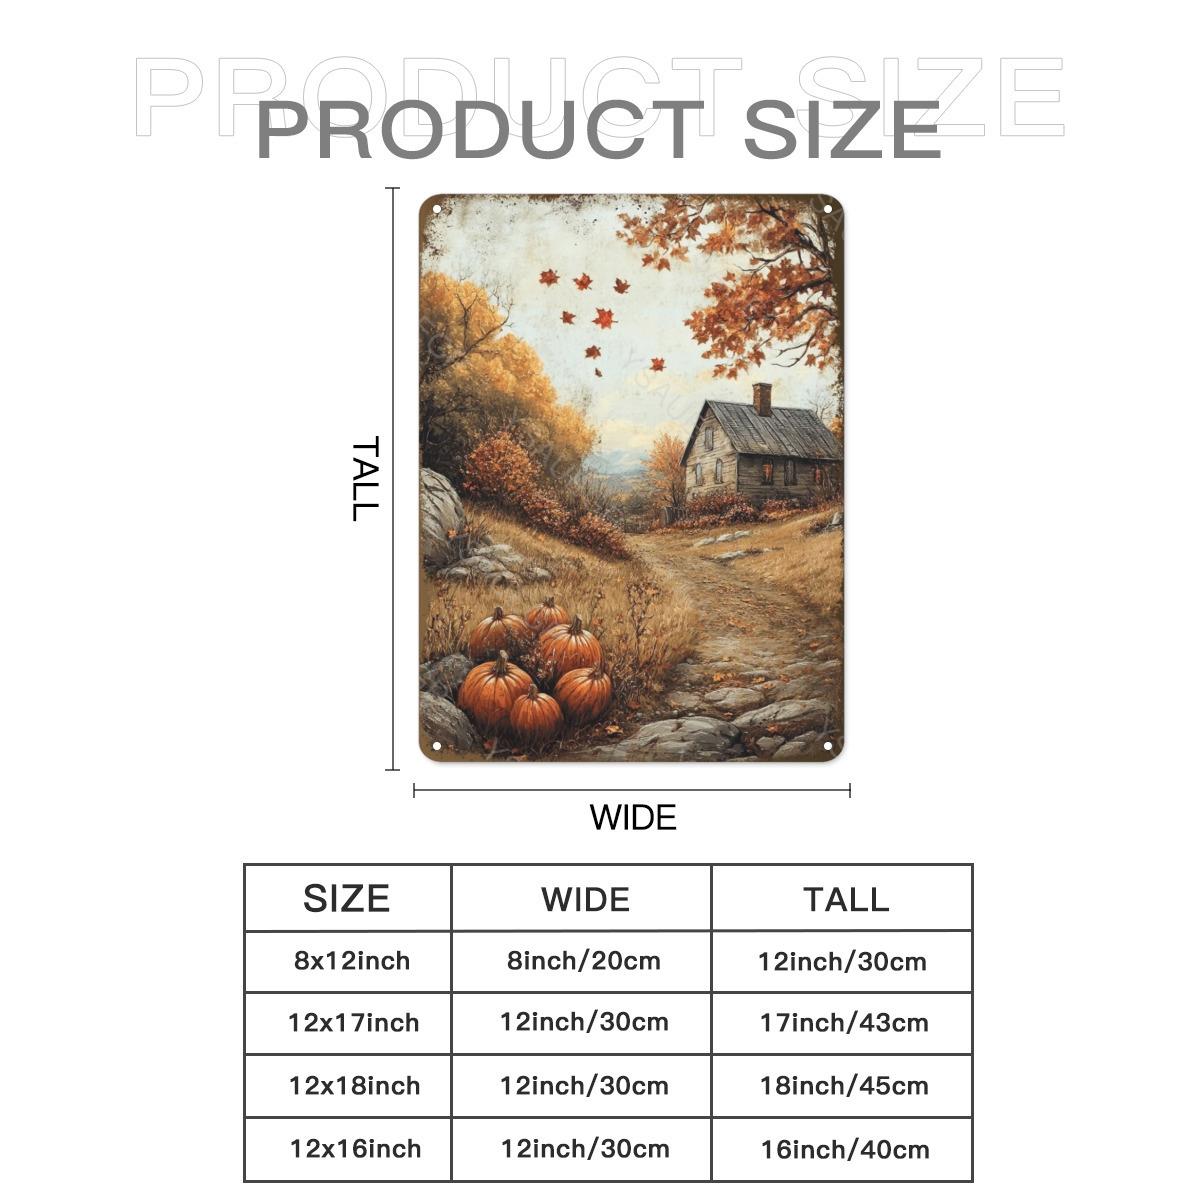 PRODUCT SIZE
PRODUCT SIZE
TALL
WIDE
SIZE WIDE TALL
8x12inch 8inch/20cm 12inch/30cm
12x17inch 12inch/30cm 17inch/43cm
12x18inch 12inch/30cm 18inch/45cm
12x16inch 12inch/30cm 16inch/40cm